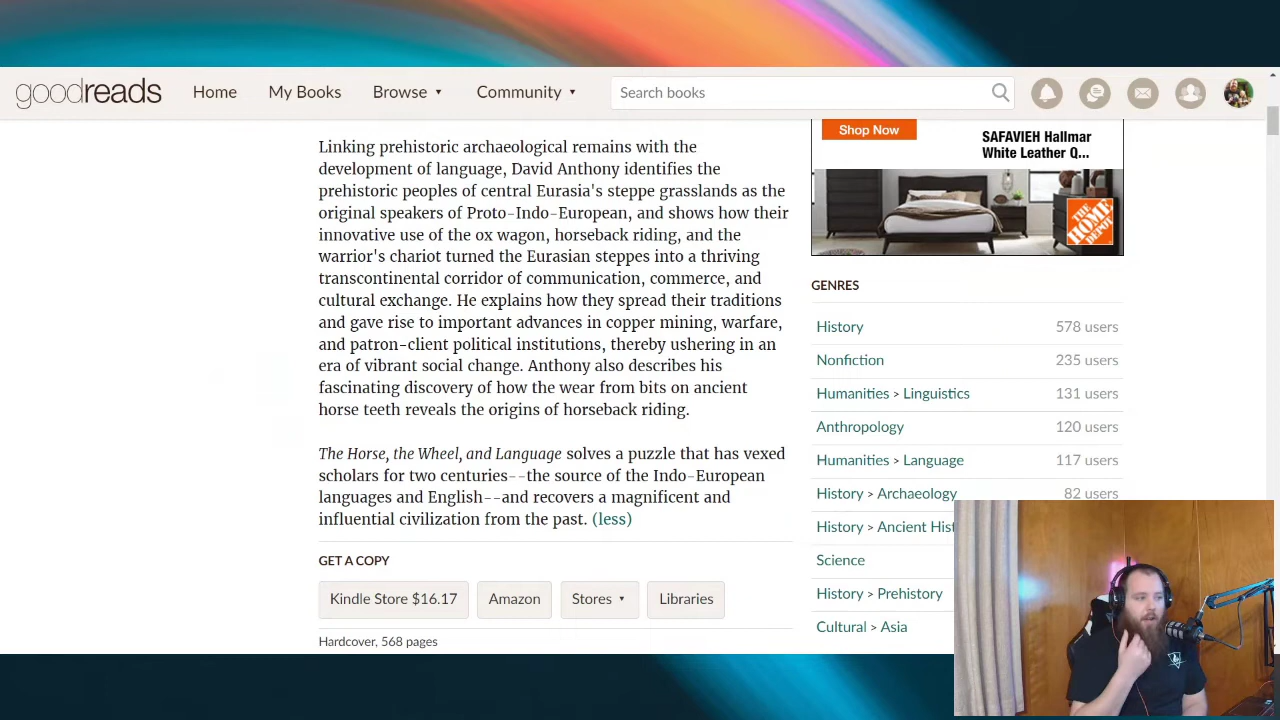 goodreads Home My Books Browse ▼ Community ▼ Search books
Linking prehistoric archaeological remains with the
development of language, David Anthony identifies the
prehistoric peoples of central Eurasia's steppe grasslands as the
original speakers of Proto-Indo-European, and shows how their
innovative use of the ox wagon, horseback riding, and the
warrior's chariot turned the Eurasian steppes into a thriving
transcontinental corridor of communication, commerce, and
cultural exchange. He explains how they spread their traditions
and gave rise to important advances in copper mining, warfare,
and patron-client political institutions, thereby ushering in an
era of vibrant social change. Anthony also describes his
fascinating discovery of how the wear from bits on ancient
horse teeth reveals the origins of horseback riding.
The Horse, the Wheel, and Language solves a puzzle that has vexed
scholars for two centuries--the source of the Indo-European
languages and English--and recovers a magnificent and
influential civilization from the past. (less)
GET A COPY
Kindle Store $16.17 Amazon Stores ▼ Libraries
Hardcover, 568 pages
Shop Now
SAFAVIEH Hallmar
White Leather Q...
THE
HOME
DEPOT
GENRES
History 578 users
Nonfiction 235 users
Humanities > Linguistics 131 users
Anthropology 120 users
Humanities > Language 117 users
History > Archaeology 82 users
History > Ancient Hist
Science
History > Prehistory
Cultural > Asia